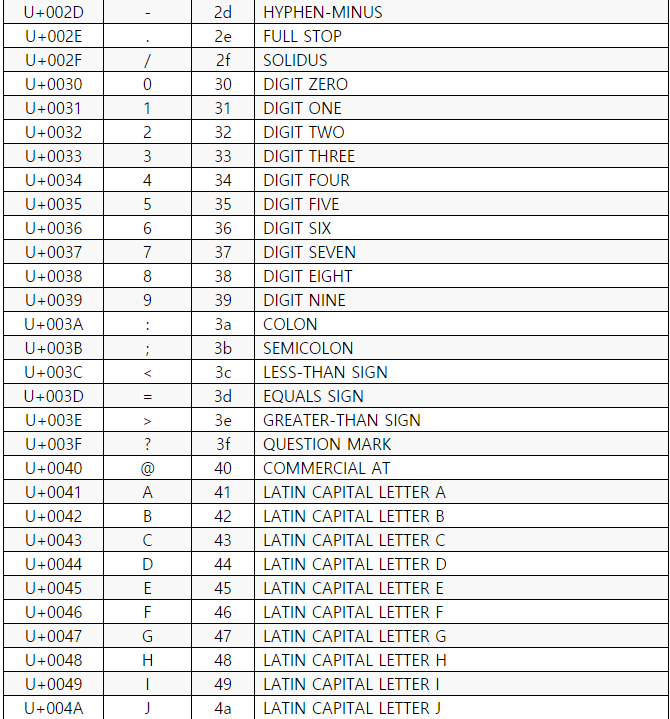 U+002D - 2d HYPHEN-MINUS
U+002E . 2e FULL STOP
U+002F / 2f SOLIDUS
U+0030 0 30 DIGIT ZERO
U+0031 1 31 DIGIT ONE
U+0032 2 32 DIGIT TWO
U+0033 3 33 DIGIT THREE
U+0034 4 34 DIGIT FOUR
U+0035 5 35 DIGIT FIVE
U+0036 6 36 DIGIT SIX
U+0037 7 37 DIGIT SEVEN
U+0038 8 38 DIGIT EIGHT
U+0039 9 39 DIGIT NINE
U+003A : 3a COLON
U+003B ; 3b SEMICOLON
U+003C < 3c LESS-THAN SIGN
U+003D = 3d EQUALS SIGN
U+003E > 3e GREATER-THAN SIGN
U+003F ? 3f QUESTION MARK
U+0040 @ 40 COMMERCIAL AT
U+0041 A 41 LATIN CAPITAL LETTER A
U+0042 B 42 LATIN CAPITAL LETTER B
U+0043 C 43 LATIN CAPITAL LETTER C
U+0044 D 44 LATIN CAPITAL LETTER D
U+0045 E 45 LATIN CAPITAL LETTER E
U+0046 F 46 LATIN CAPITAL LETTER F
U+0047 G 47 LATIN CAPITAL LETTER G
U+0048 H 48 LATIN CAPITAL LETTER H
U+0049 I 49 LATIN CAPITAL LETTER I
U+004A J 4a LATIN CAPITAL LETTER J